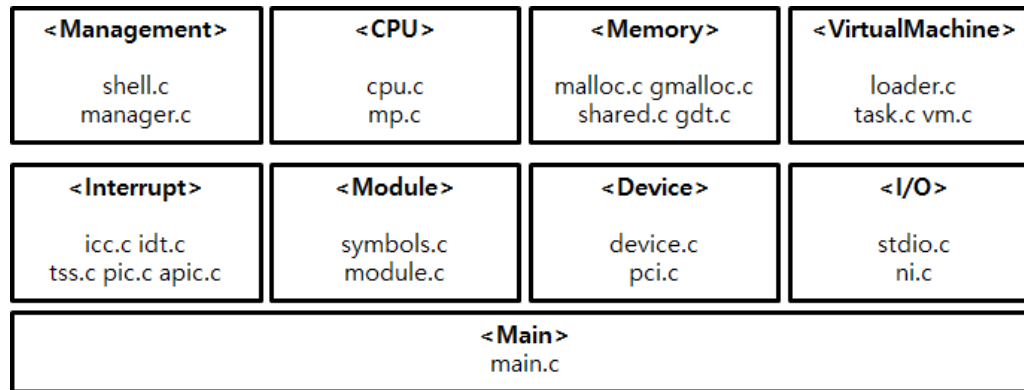 <Management>
shell.c
manager.c
<CPU>
cpu.c
mp.c
<Memory>
malloc.c gmalloc.c
shared.c gdt.c
<VirtualMachine>
loader.c
task.c vm.c
<Interrupt>
icc.c idt.c
tss.c pic.c apic.c
<Module>
symbols.c
module.c
<Device>
device.c
pci.c
<I/O>
stdio.c
ni.c
<Main>
main.c